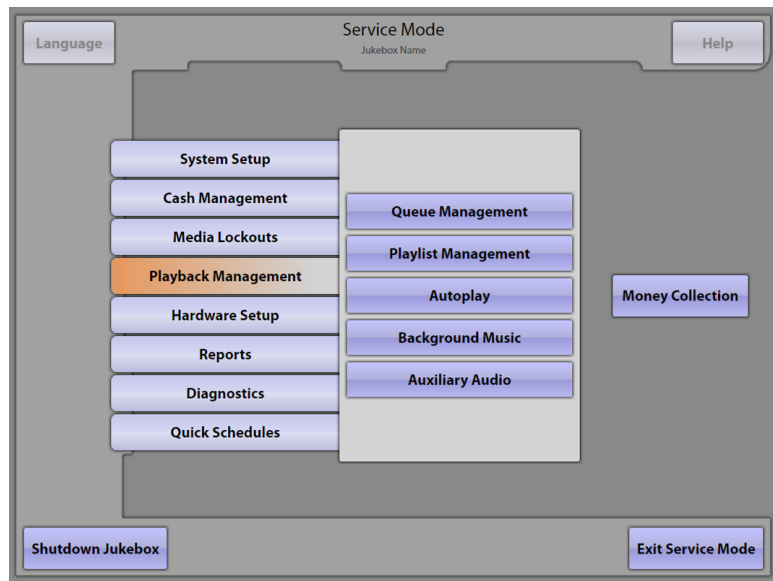 Language
Service Mode
Jukebox Name
Help
System Setup
Cash Management
Media Lockouts
Playback Management
Hardware Setup
Reports
Diagnostics
Quick Schedules
Queue Management
Playlist Management
Autoplay
Background Music
Auxiliary Audio
Money Collection
Shutdown Jukebox
Exit Service Mode